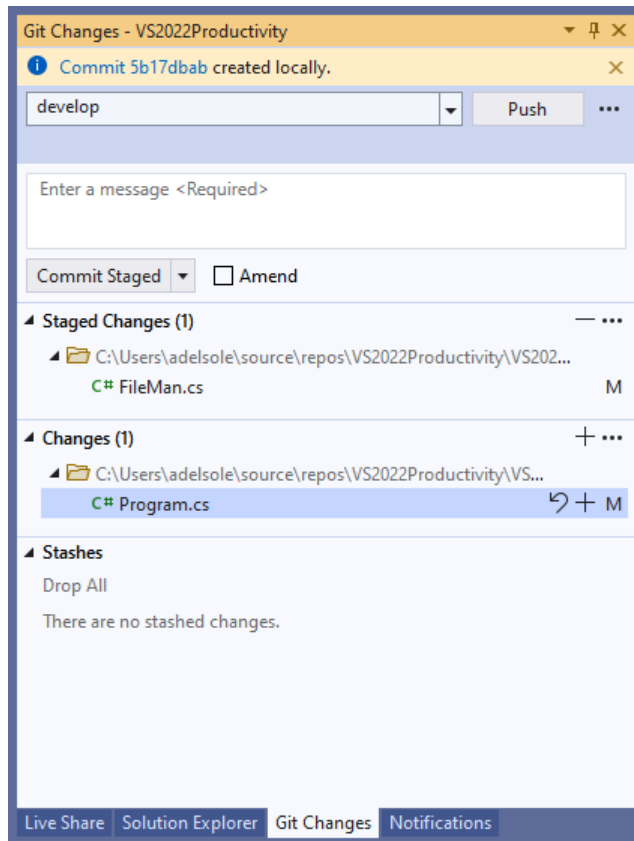 Git Changes - VS2022Productivity
Commit 5b17dbab created locally.
develop
Push
Enter a message <Required>
Commit Staged
Amend
Staged Changes (1)
C:\Users\adelsole\source\repos\VS2022Productivity\VS202...
C# FileMan.cs M
Changes (1)
C:\Users\adelsole\source\repos\VS2022Productivity\VS...
C# Program.cs M
Stashes
Drop All
There are no stashed changes.
Live Share Solution Explorer Git Changes Notifications